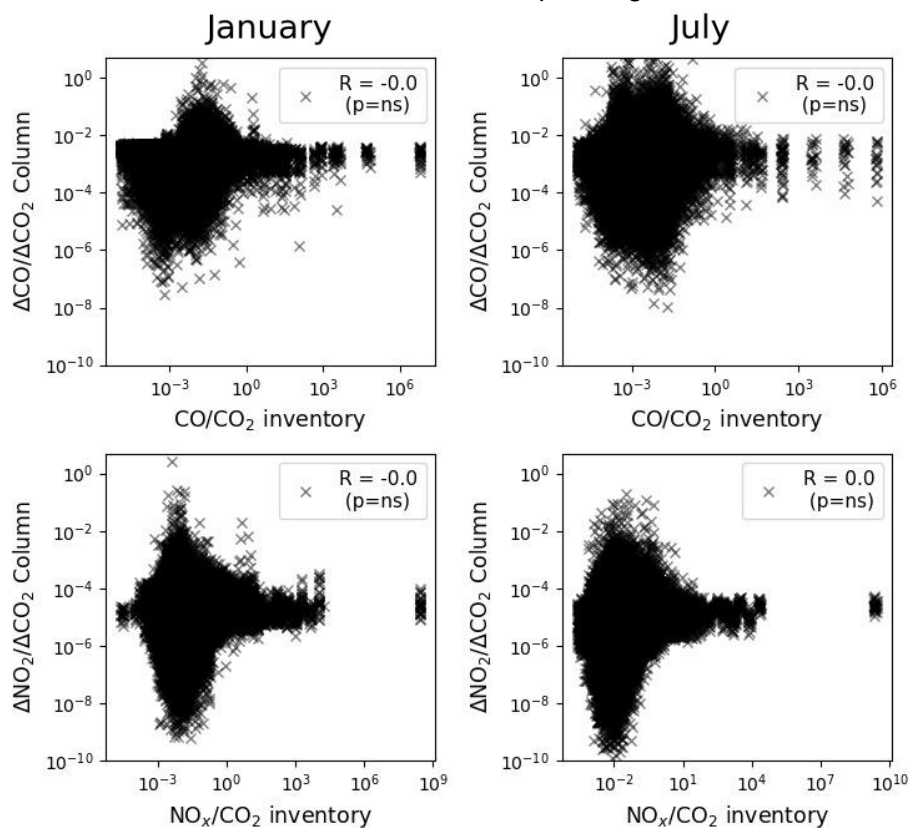 January
July
10⁰
10⁻²
10⁻⁴
10⁻⁶
10⁻⁸
10⁻¹⁰
ΔCO/ΔCO₂ Column
R = -0.0
(p=ns)
10⁻³
10⁰
10³
10⁶
CO/CO₂ inventory
10⁰
10⁻²
10⁻⁴
10⁻⁶
10⁻⁸
10⁻¹⁰
ΔCO/ΔCO₂ Column
R = -0.0
(p=ns)
10⁻³
10⁰
10³
10⁶
CO/CO₂ inventory
10⁰
10⁻²
10⁻⁴
10⁻⁶
10⁻⁸
10⁻¹⁰
ΔNO₂/ΔCO₂ Column
R = -0.0
(p=ns)
10⁻³
10⁰
10³
10⁶
10⁹
NOₓ/CO₂ inventory
10⁰
10⁻²
10⁻⁴
10⁻⁶
10⁻⁸
10⁻¹⁰
ΔNO₂/ΔCO₂ Column
R = 0.0
(p=ns)
10⁻²
10¹
10⁴
10⁷
10¹⁰
NOₓ/CO₂ inventory